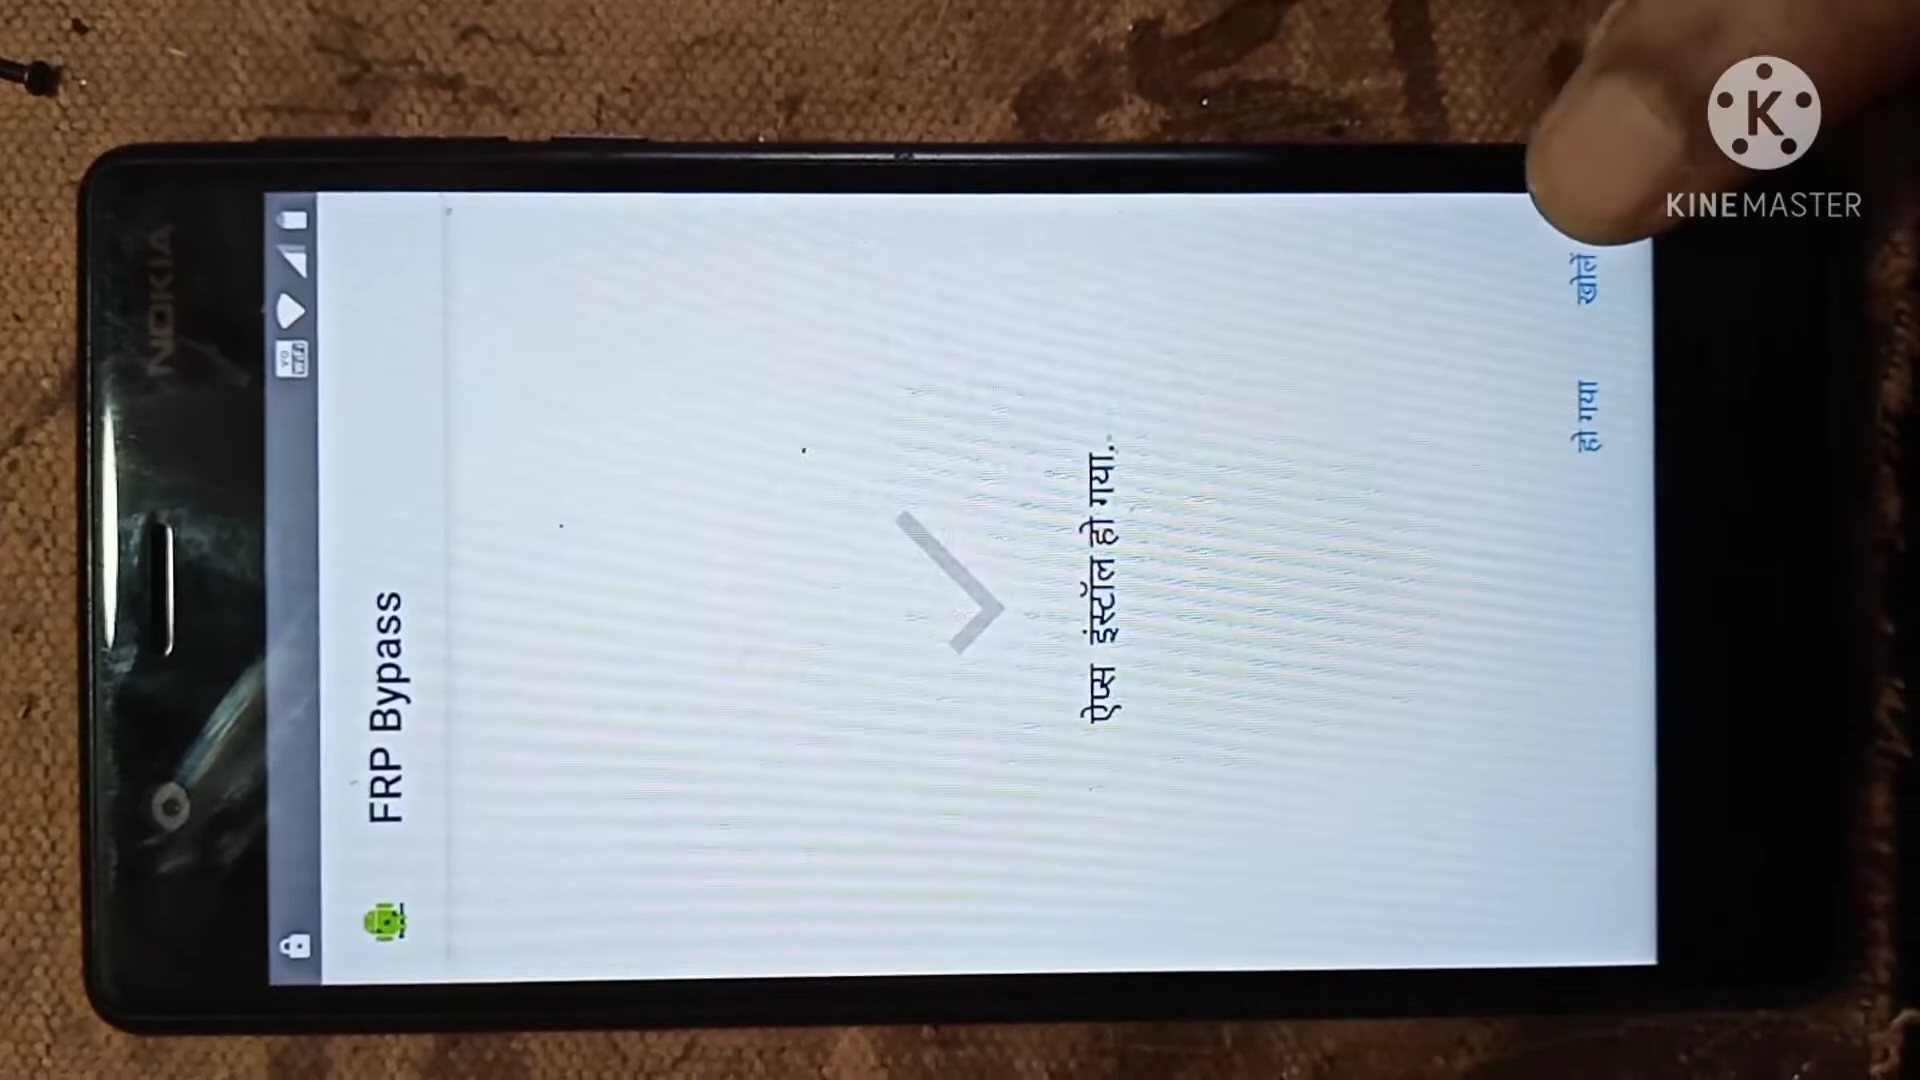 NOKIA
FRP Bypass
ऐप्स इंस्टॉल हो गया.
हो गया
खोलें
K
KINEMASTER